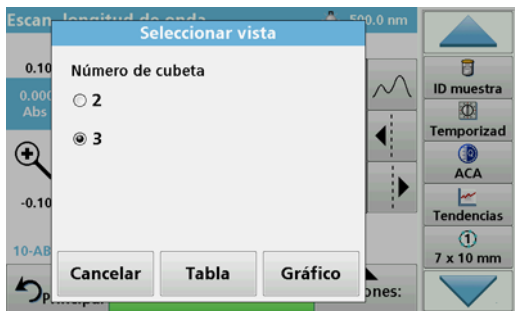 Escan. longitud de onda
500.0 nm
Seleccionar vista
0.10
Número de cubeta
2
3
0.000
Abs
-0.10
10-AB
Cancelar
Tabla
Gráfico
ones:
ID muestra
Temporizad
ACA
Tendencias
1
7 x 10 mm